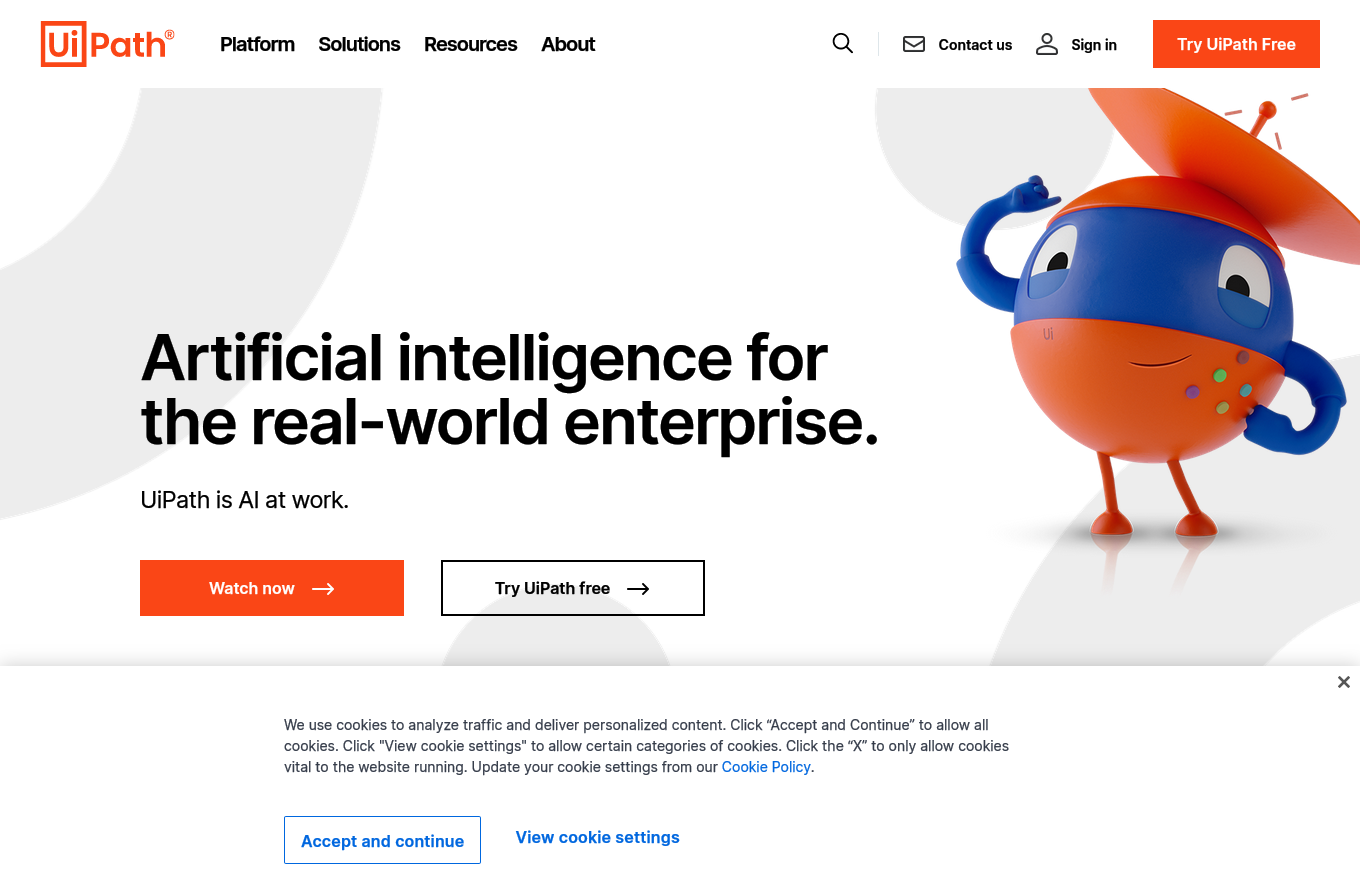 UiPath®
Platform
Solutions
Resources
About
Contact us
Sign in
Try UiPath Free
Ui
Artificial intelligence for
the real-world enterprise.
UiPath is AI at work.
Watch now
Try UiPath free
We use cookies to analyze traffic and deliver personalized content. Click “Accept and Continue” to allow all
cookies. Click "View cookie settings" to allow certain categories of cookies. Click the “X” to only allow cookies
vital to the website running. Update your cookie settings from our Cookie Policy.
Accept and continue
View cookie settings